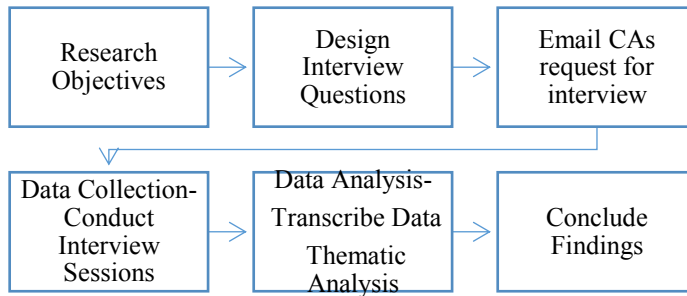 Research
Objectives
Design
Interview
Questions
Email CAs
request for
interview
Data Collection-
Conduct
Interview
Sessions
Data Analysis-
Transcribe Data
Thematic
Analysis
Conclude
Findings